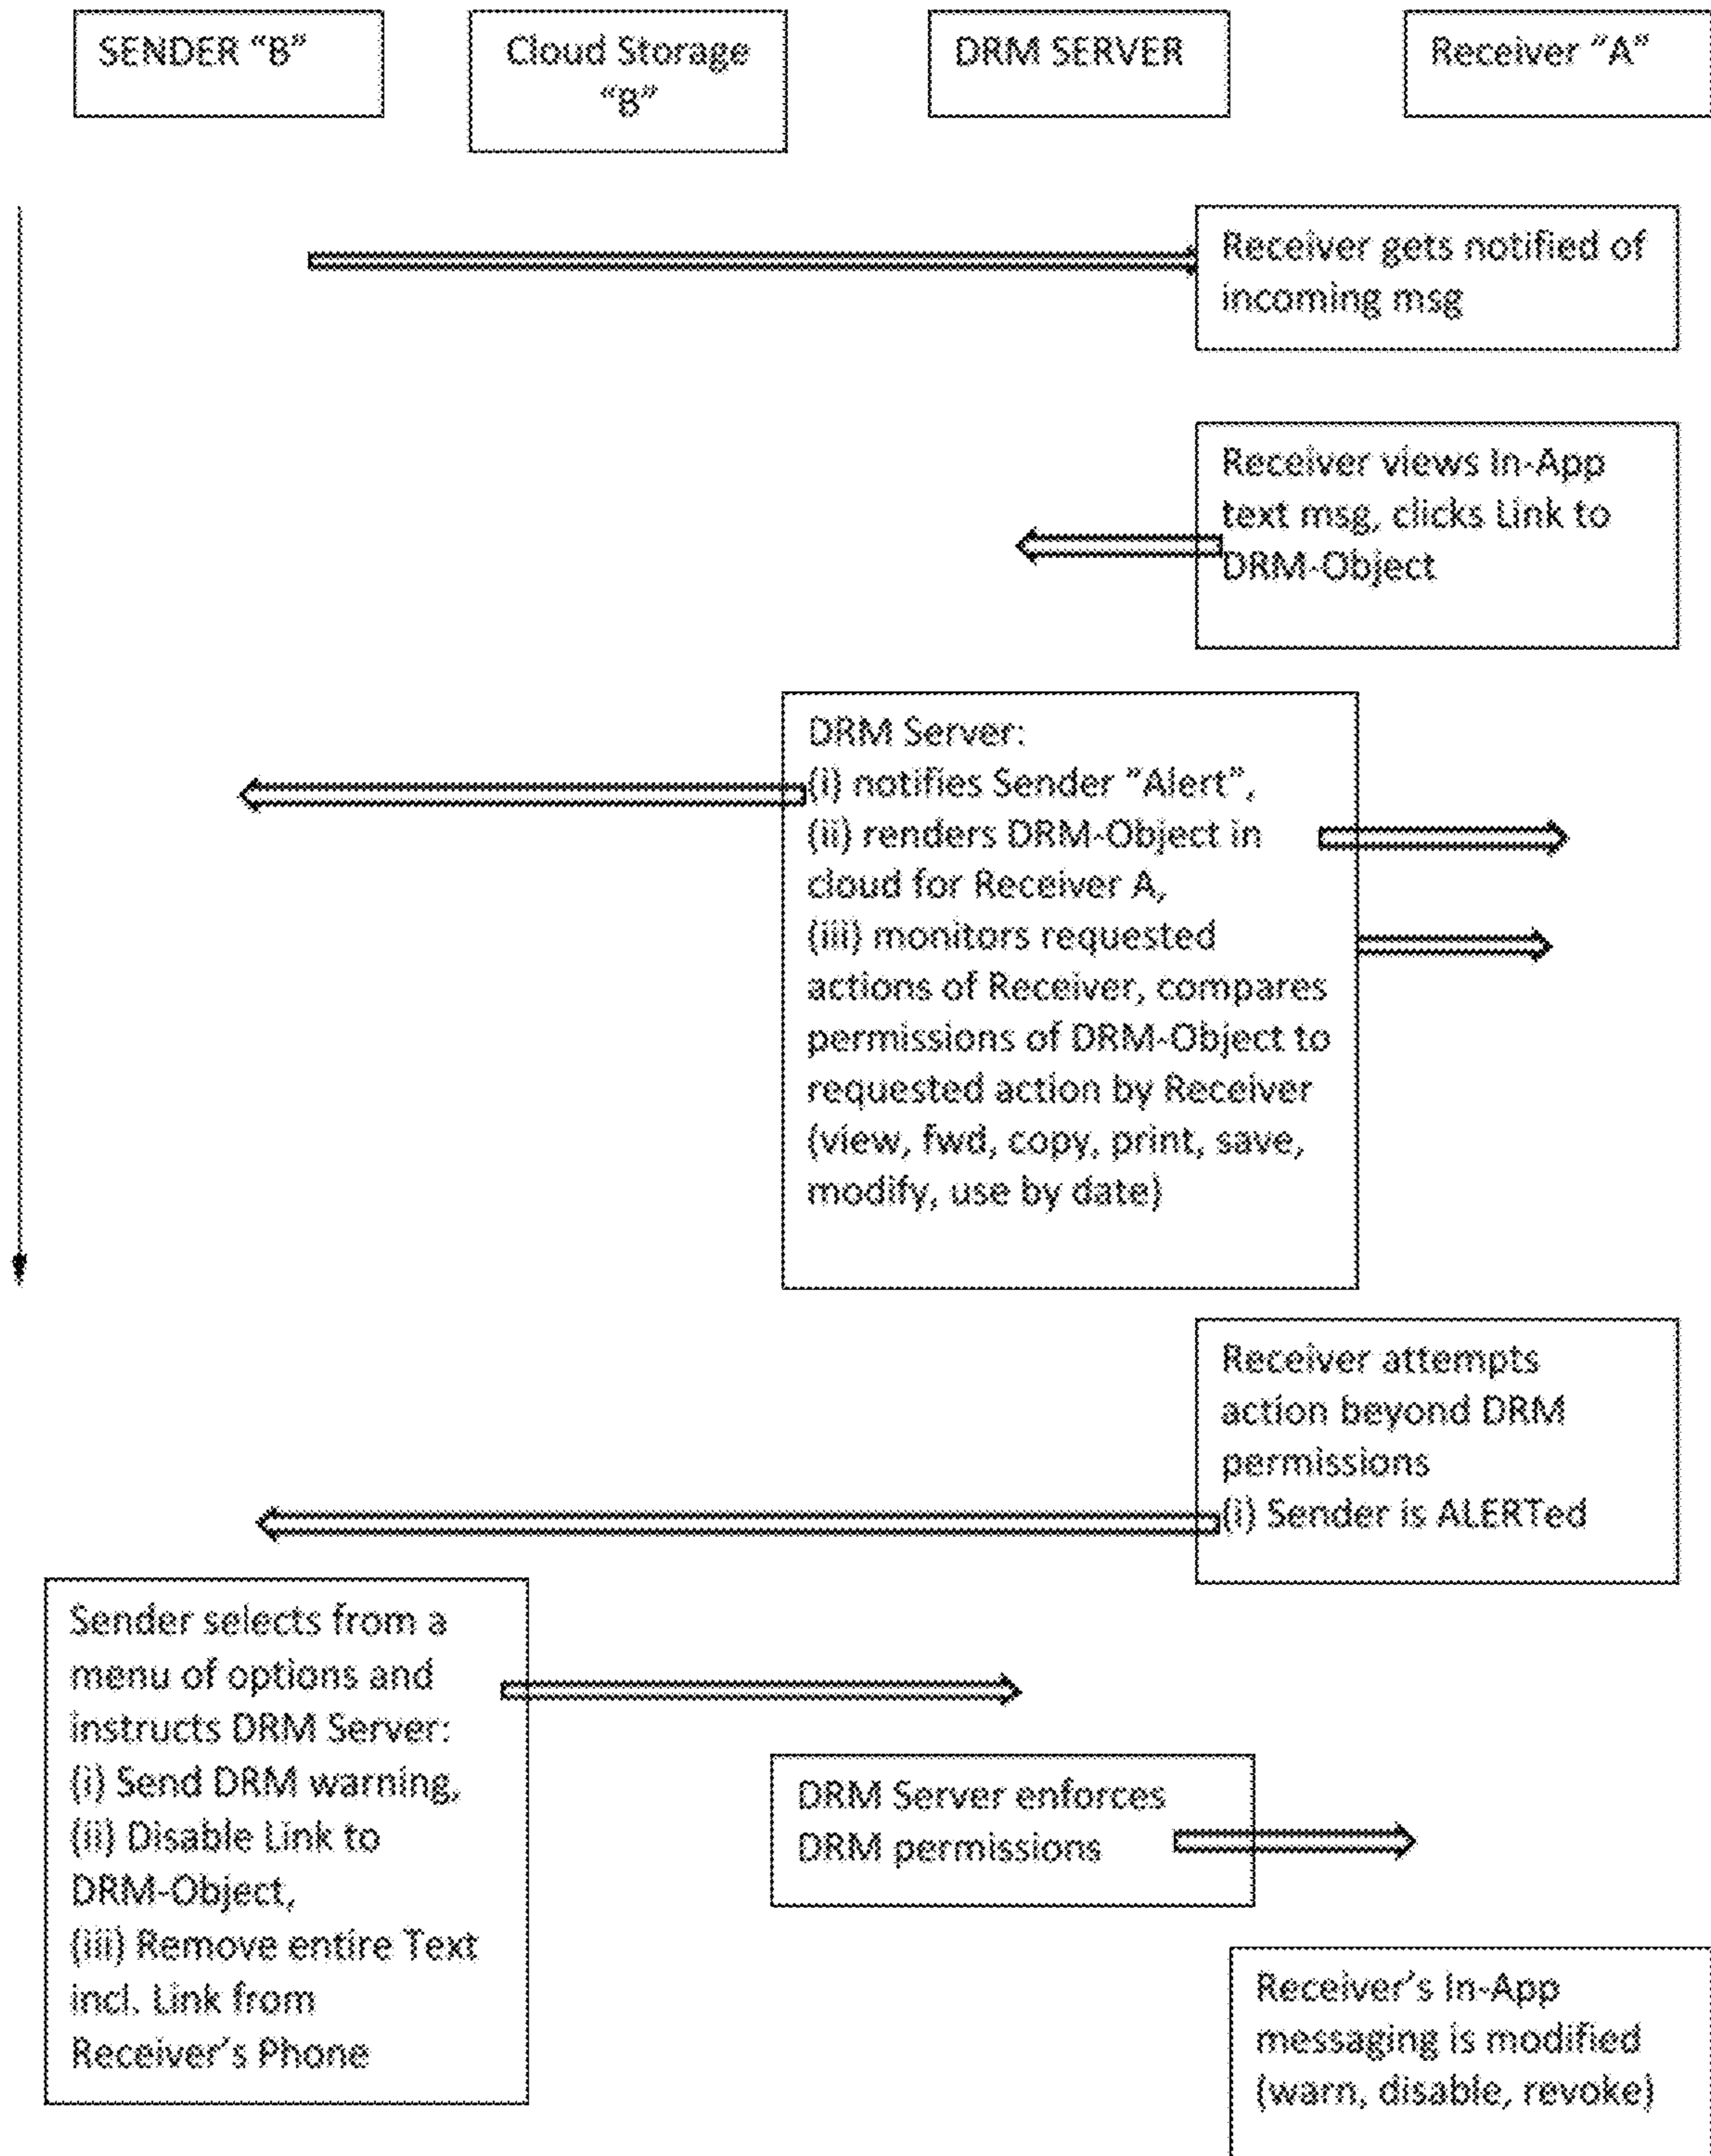 SENDER “B”
Cloud Storage
“B”
DRM SERVER
Receiver “A”
Receiver gets notified of
incoming msg
Receiver views In-App
text msg, clicks Link to
DRM-Object
DRM Server:
(i) notifies Sender “Alert”,
(ii) renders DRM-Object in
cloud for Receiver A,
(iii) monitors requested
actions of Receiver, compares
permissions of DRM-Object to
requested action by Receiver
(view, fwd, copy, print, save,
modify, use by date)
Receiver attempts
action beyond DRM
permissions
(i) Sender is ALERTed
Sender selects from a
menu of options and
instructs DRM Server:
(i) Send DRM warning,
(ii) Disable Link to
DRM-Object,
(iii) Remove entire Text
incl. Link from
Receiver’s Phone
DRM Server enforces
DRM permissions
Receiver’s In-App
messaging is modified
(warn, disable, revoke)